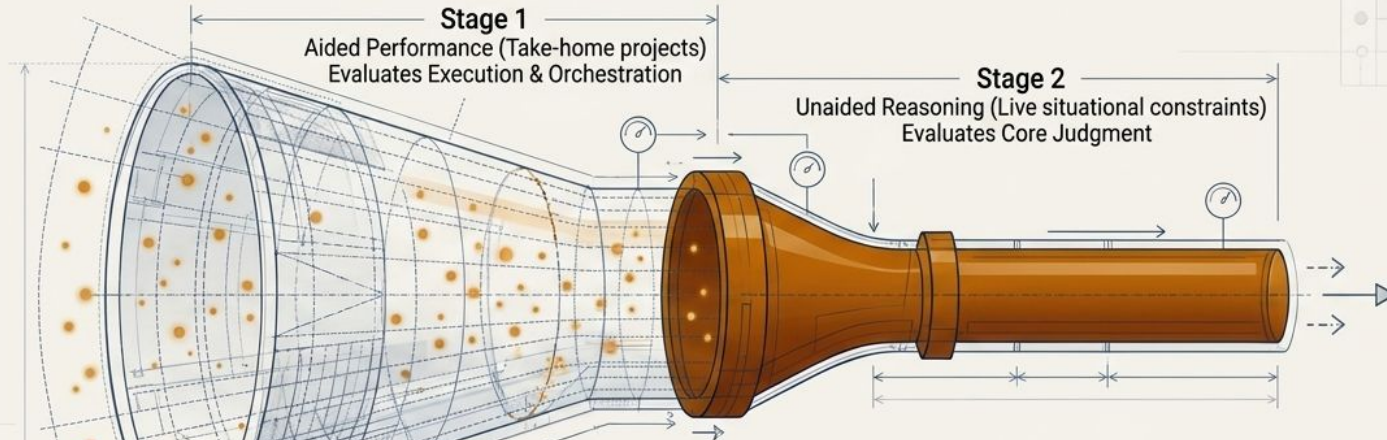 Stage 1
Aided Performance (Take-home projects)
Evaluates Execution & Orchestration
Stage 2
Unaided Reasoning (Live situational constraints)
Evaluates Core Judgment